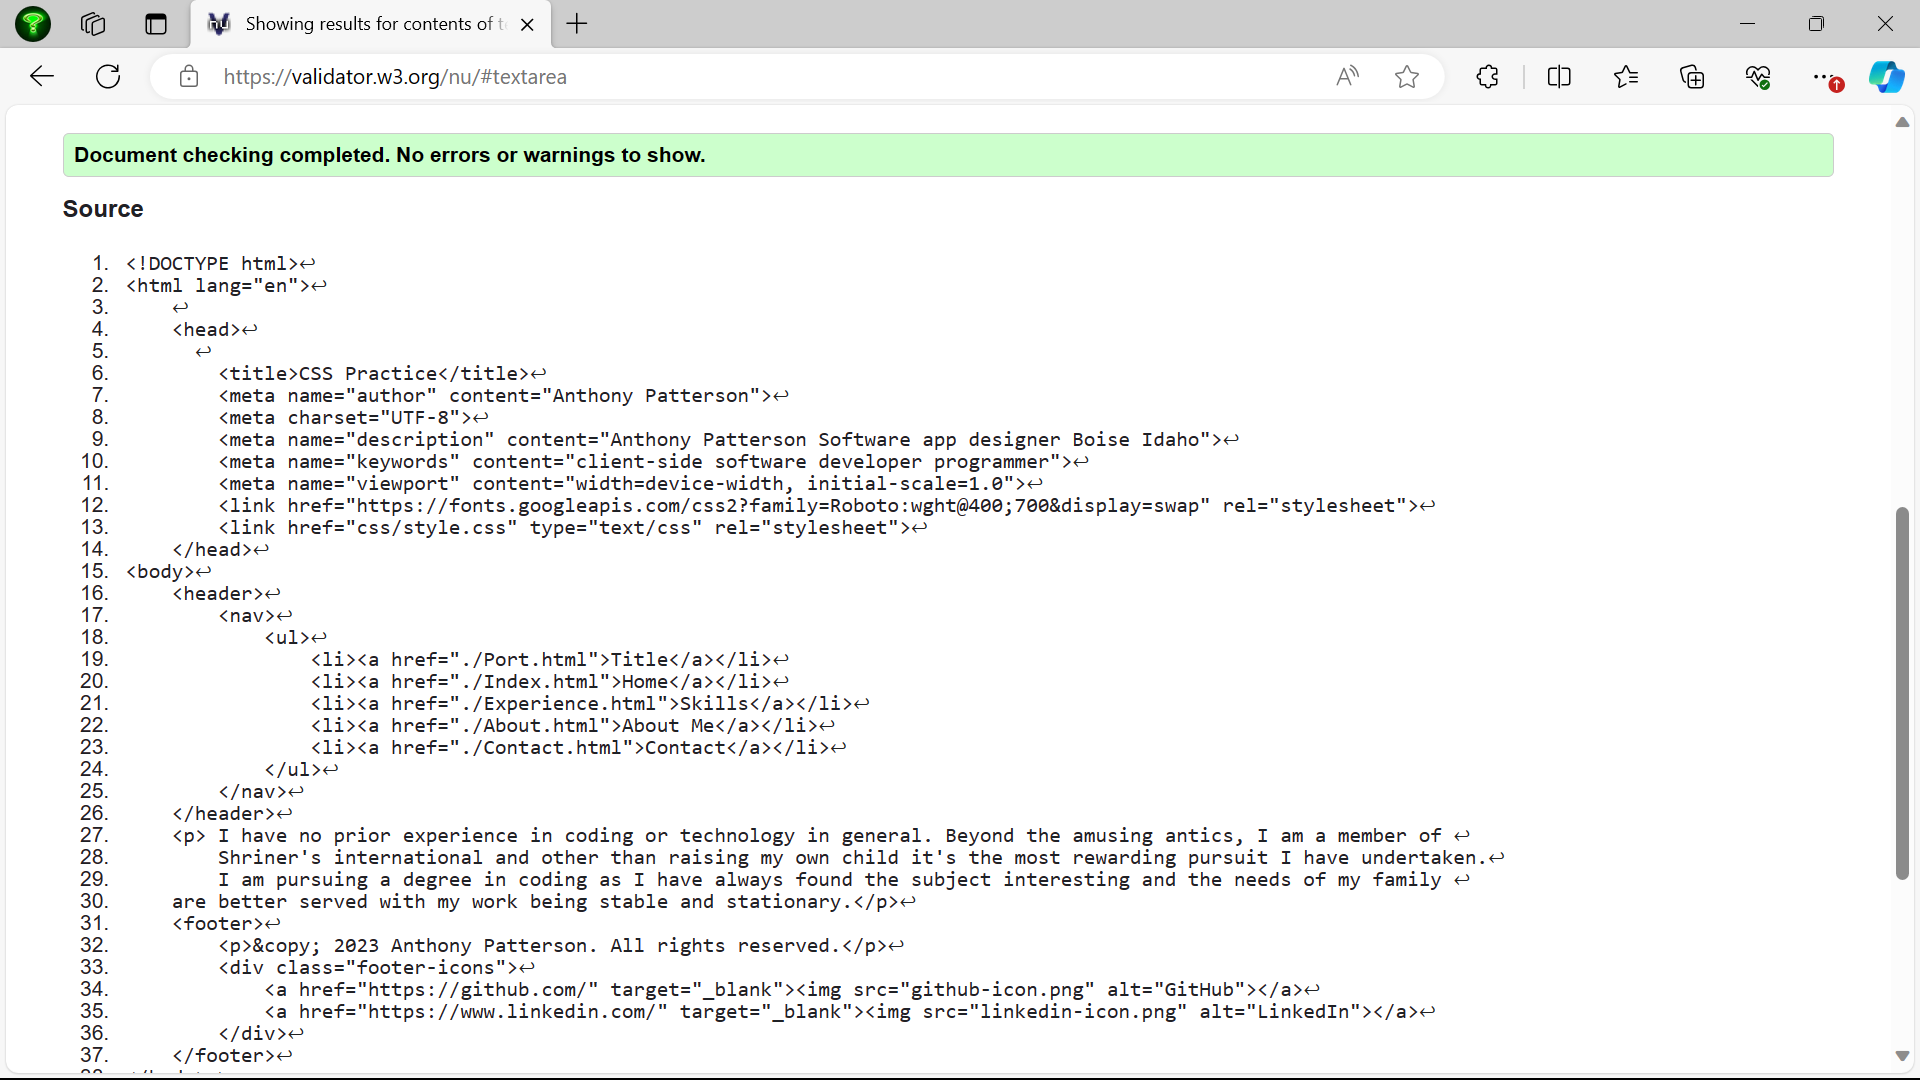 Showing results for contents of t
https://validator.w3.org/nu/#textarea
Document checking completed. No errors or warnings to show.
Source
1. <!DOCTYPE html>↩
2. <html lang="en">↩
3. ↩
4. <head>↩
5. ↩
6. <title>CSS Practice</title>↩
7. <meta name="author" content="Anthony Patterson">↩
8. <meta charset="UTF-8">↩
9. <meta name="description" content="Anthony Patterson Software app designer Boise Idaho">↩
10. <meta name="keywords" content="client-side software developer programmer">↩
11. <meta name="viewport" content="width=device-width, initial-scale=1.0">↩
12. <link href="https://fonts.googleapis.com/css2?family=Roboto:wght@400;700&display=swap" rel="stylesheet">↩
13. <link href="css/style.css" type="text/css" rel="stylesheet">↩
14. </head>↩
15. <body>↩
16. <header>↩
17. <nav>↩
18. <ul>↩
19. <li><a href="./Port.html">Title</a></li>↩
20. <li><a href="./Index.html">Home</a></li>↩
21. <li><a href="./Experience.html">Skills</a></li>↩
22. <li><a href="./About.html">About Me</a></li>↩
23. <li><a href="./Contact.html">Contact</a></li>↩
24. </ul>↩
25. </nav>↩
26. </header>↩
27. <p> I have no prior experience in coding or technology in general. Beyond the amusing antics, I am a member of ↩
28. Shriner's international and other than raising my own child it's the most rewarding pursuit I have undertaken.↩
29. I am pursuing a degree in coding as I have always found the subject interesting and the needs of my family ↩
30. are better served with my work being stable and stationary.</p>↩
31. <footer>↩
32. <p>&copy; 2023 Anthony Patterson. All rights reserved.</p>↩
33. <div class="footer-icons">↩
34. <a href="https://github.com/" target="_blank"><img src="github-icon.png" alt="GitHub"></a>↩
35. <a href="https://www.linkedin.com/" target="_blank"><img src="linkedin-icon.png" alt="LinkedIn"></a>↩
36. </div>↩
37. </footer>↩